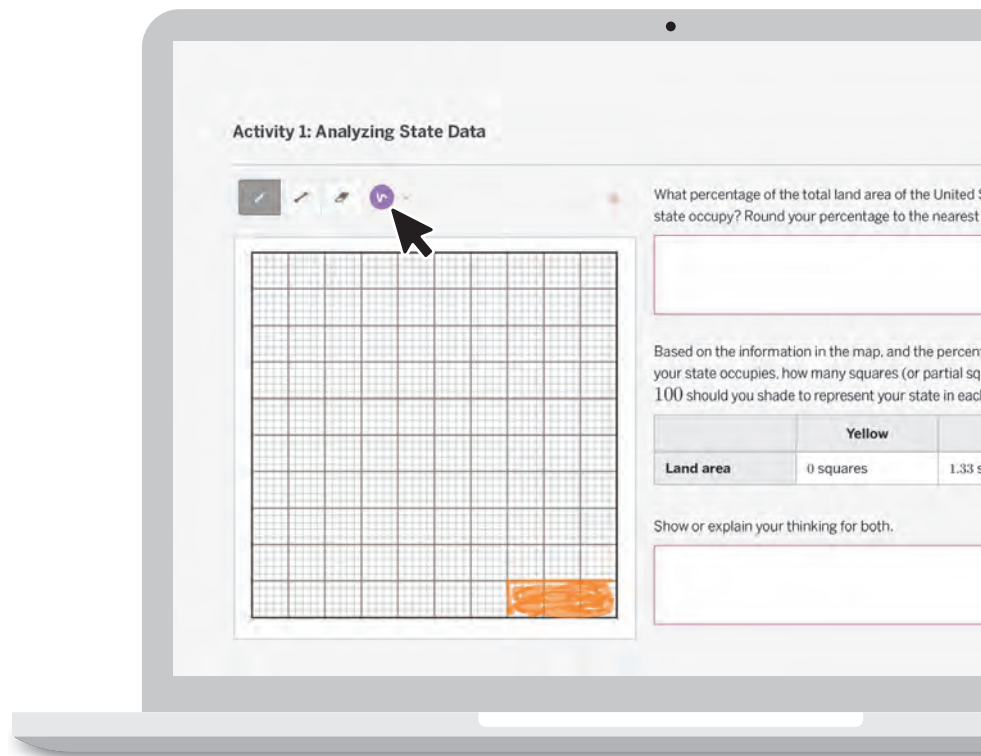 Activity 1: Analyzing State Data
What percentage of the total land area of the United
state occupy? Round your percentage to the nearest
Based on the information in the map, and the percen
your state occupies, how many squares (or partial sq
100 should you shade to represent your state in eac
Yellow
Land area 0 squares 1.33 s
Show or explain your thinking for both.